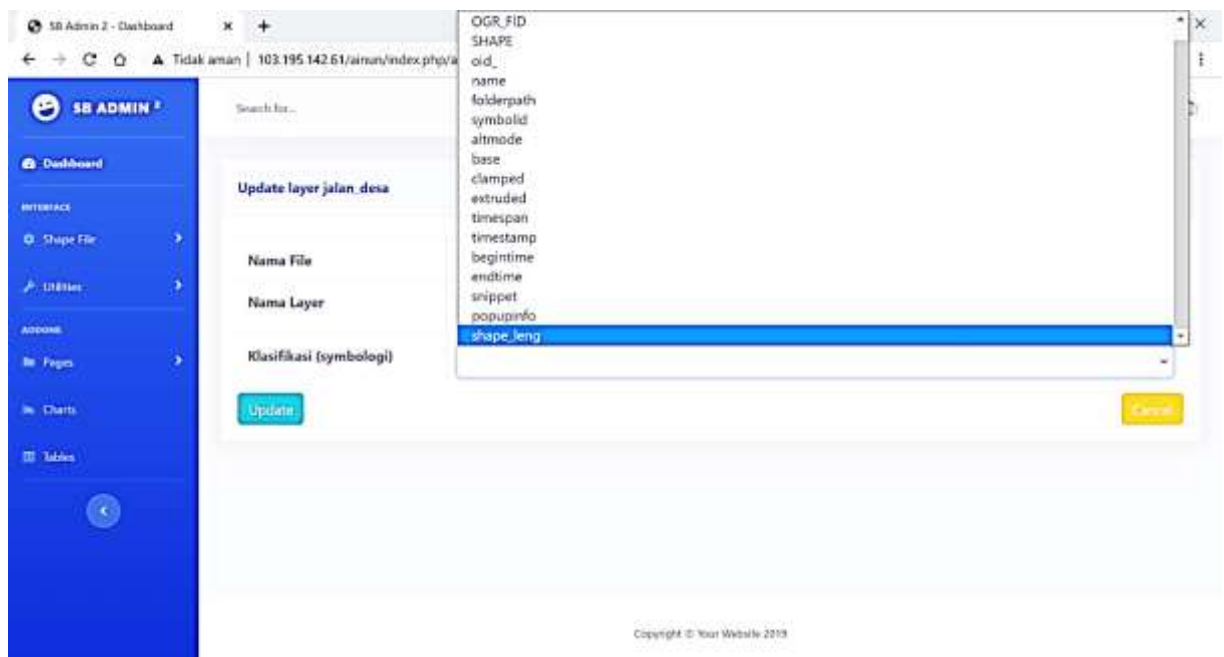 SB Admin 2 - Dashboard
Tidak aman | 103.195.142.61/ainun/index.php/a
SB ADMIN 2
Search for...
Dashboard
INTERFACE
Shape File
Utilities
ADDONS
Pages
Charts
Tables
Update layer jalan_desa
Nama File
Nama Layer
Klasifikasi (symbologi)
OGR_FID
SHAPE
oid_
name
folderpath
symbolid
altmode
base
clamped
extruded
timespan
timestamp
begintime
endtime
snippet
popupinfo
shape_leng
Update
Cancel
Copyright © Your Website 2019